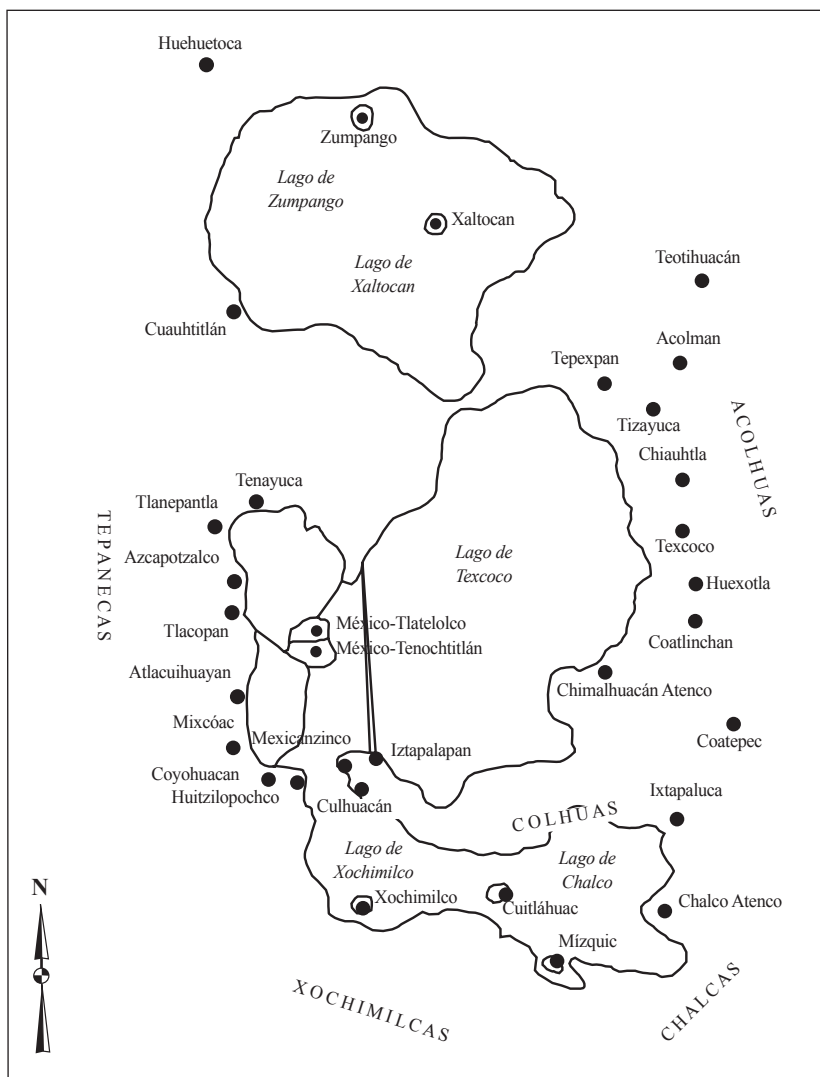 Huehuetoca
Zumpango
Lago de
Zumpango
Xaltocan
Lago de
Xaltocan
Teotihuacán
Cuauhtitlán
Acolman
Tepexpan
Tizayuca
ACOLHUAS
Chiauhtla
Tenayuca
Tlanepantla
TEPANECAS
Texcoco
Lago de
Texcoco
Azcapotzalco
Huexotla
Tlacopan
México-Tlatelolco
Coatlinchan
México-Tenochtitlán
Atlacuihuayan
Chimalhuacán Atenco
Mixcóac
Mexicanzinco
Coatepec
Iztapalapan
Coyohuacan
Huitzilopochco
Culhuacán
Ixtapaluca
COLHUAS
Lago de
Xochimilco
Lago de
Chalco
N
Xochimilco
Cuitláhuac
Chalco Atenco
Mízquic
XOCHIMILCAS
CHALCAS